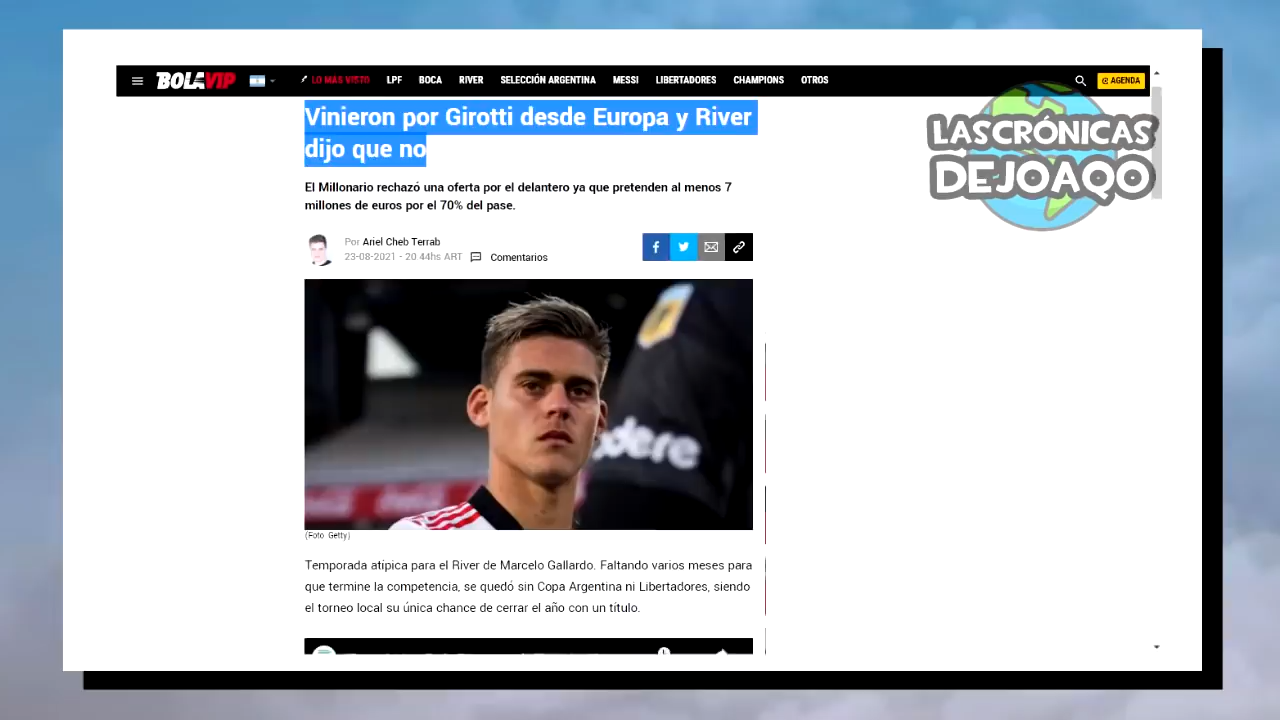 BOLAVIP
LO MÁS VISTO LPF BOCA RIVER SELECCIÓN ARGENTINA MESSI LIBERTADORES CHAMPIONS OTROS
AGENDA
LASCRÓNICAS
DEJOAQO
Vinieron por Girotti desde Europa y River
dijo que no
El Millonario rechazó una oferta por el delantero ya que pretenden al menos 7
millones de euros por el 70% del pase.
Por Ariel Cheb Terrab
23-08-2021 - 20:44hs ART Comentarios
dere
(Foto: Getty)
Temporada atípica para el River de Marcelo Gallardo. Faltando varios meses para
que termine la competencia, se quedó sin Copa Argentina ni Libertadores, siendo
el torneo local su única chance de cerrar el año con un título.